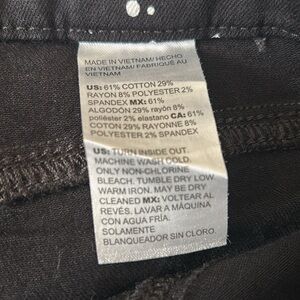 MADE IN VIETNAM/ HECHO
EN VIETNAM/ FABRIQUÉ AU
VIETNAM
US: 61% COTTON 29%
RAYON 8% POLYESTER 2%
SPANDEX MX: 61%
ALGODÓN 29% rayón 8%
poliéster 2% elastano CA: 61%
COTON 29% RAYONNE 8%
POLYESTER 2% SPANDEX
US: TURN INSIDE OUT.
MACHINE WASH COLD.
ONLY NON-CHLORINE
BLEACH. TUMBLE DRY LOW.
WARM IRON. MAY BE DRY
CLEANED MX: VOLTEAR AL
REVÉS. LAVAR A MÁQUINA
CON AGUA FRÍA.
SOLAMENTE
BLANQUEADOR SIN CLORO.